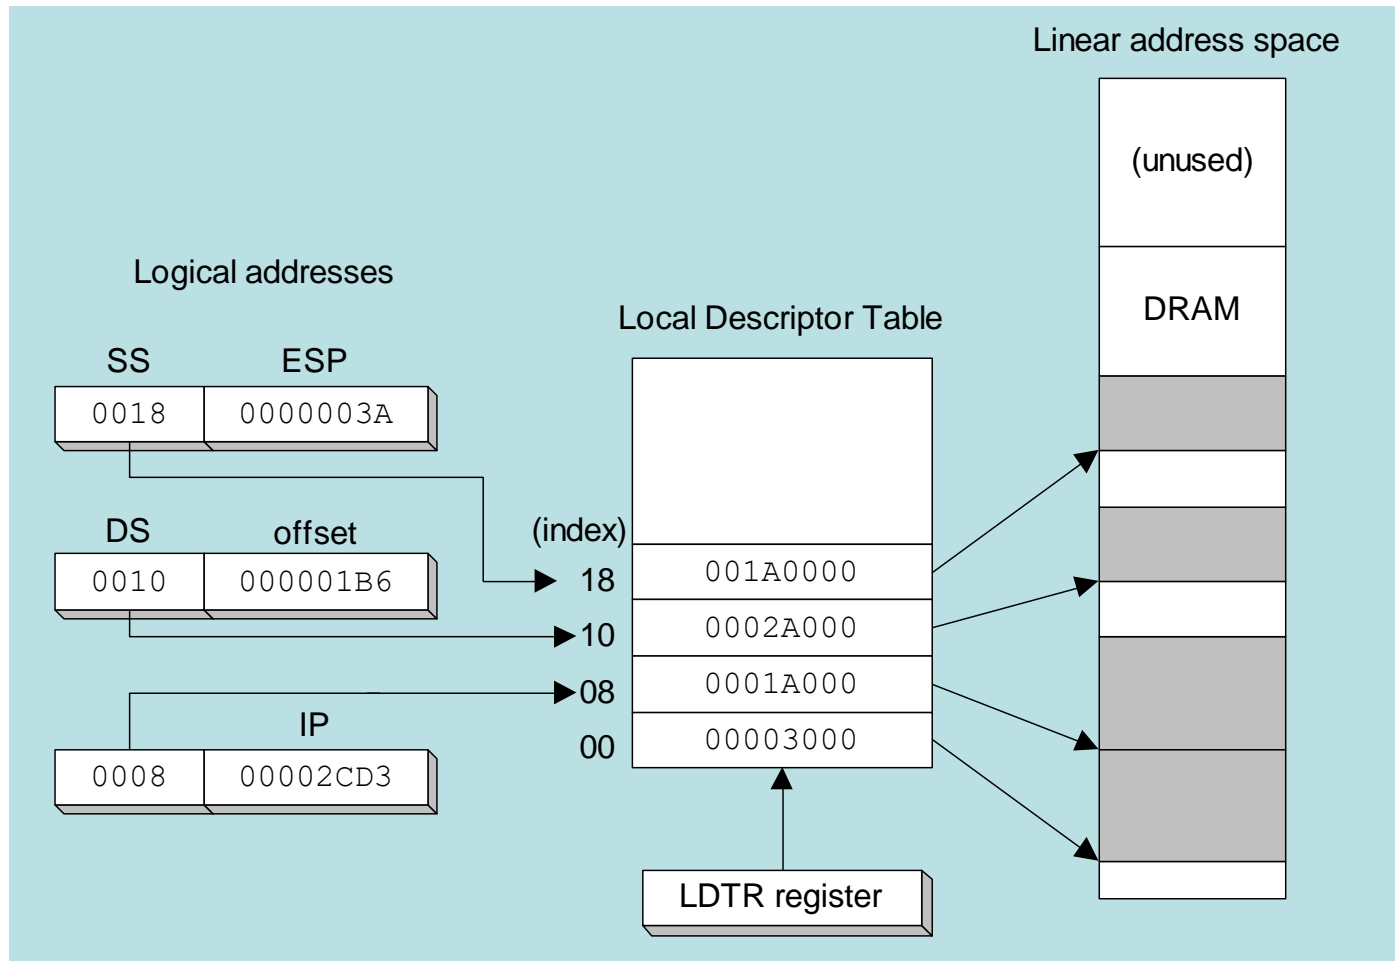 Linear address space
(unused)
DRAM
Logical addresses
SS ESP
0018 0000003A
DS offset
0010 000001B6
IP
0008 00002CD3
Local Descriptor Table
(index)
18 001A0000
10 0002A000
08 0001A000
00 00003000
LDTR register